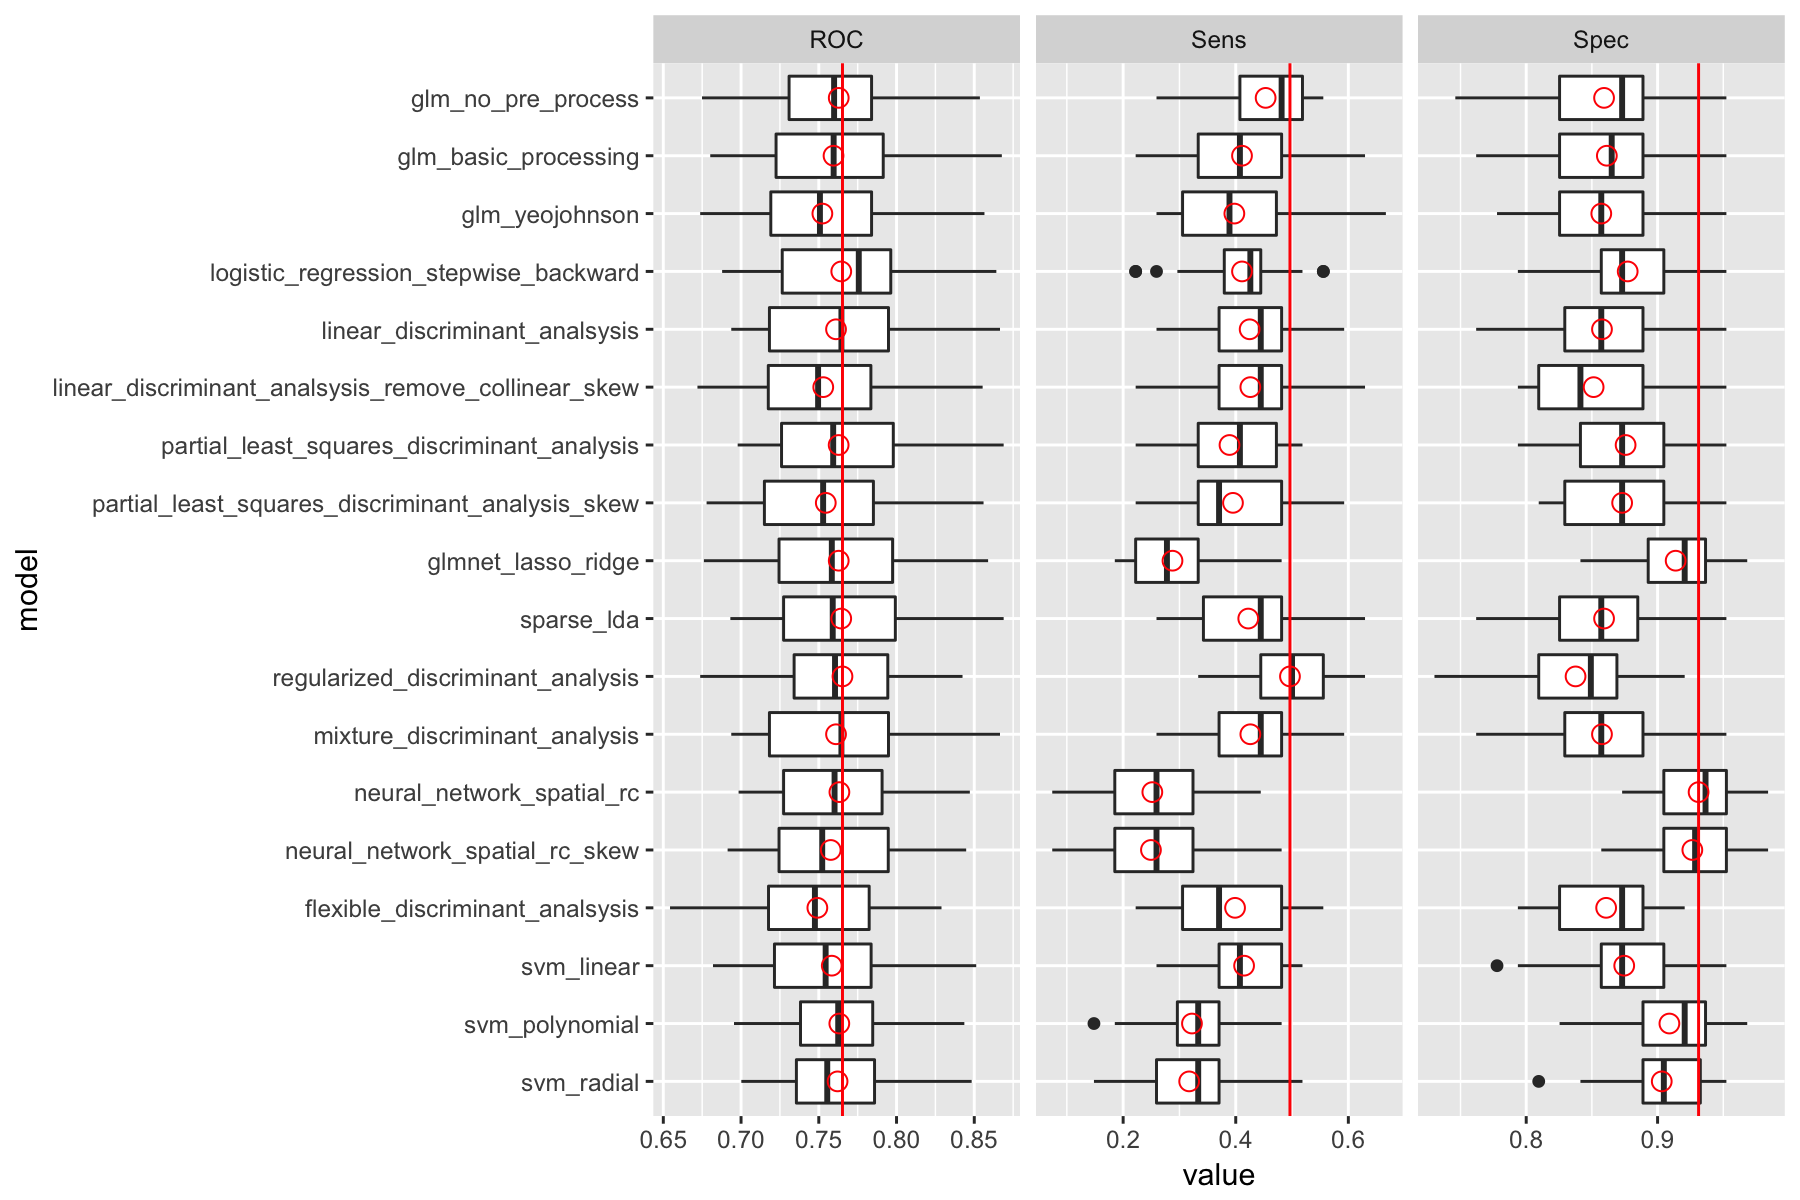 ROC Sens Spec
glm_no_pre_process
glm_basic_processing
glm_yeojohnson
logistic_regression_stepwise_backward
linear_discriminant_analsysis
linear_discriminant_analsysis_remove_collinear_skew
partial_least_squares_discriminant_analysis
partial_least_squares_discriminant_analysis_skew
glmnet_lasso_ridge
sparse_lda
regularized_discriminant_analysis
mixture_discriminant_analysis
neural_network_spatial_rc
neural_network_spatial_rc_skew
flexible_discriminant_analsysis
svm_linear
svm_polynomial
svm_radial
model
0.65 0.70 0.75 0.80 0.85 0.2 0.4 0.6 0.8 0.9
value